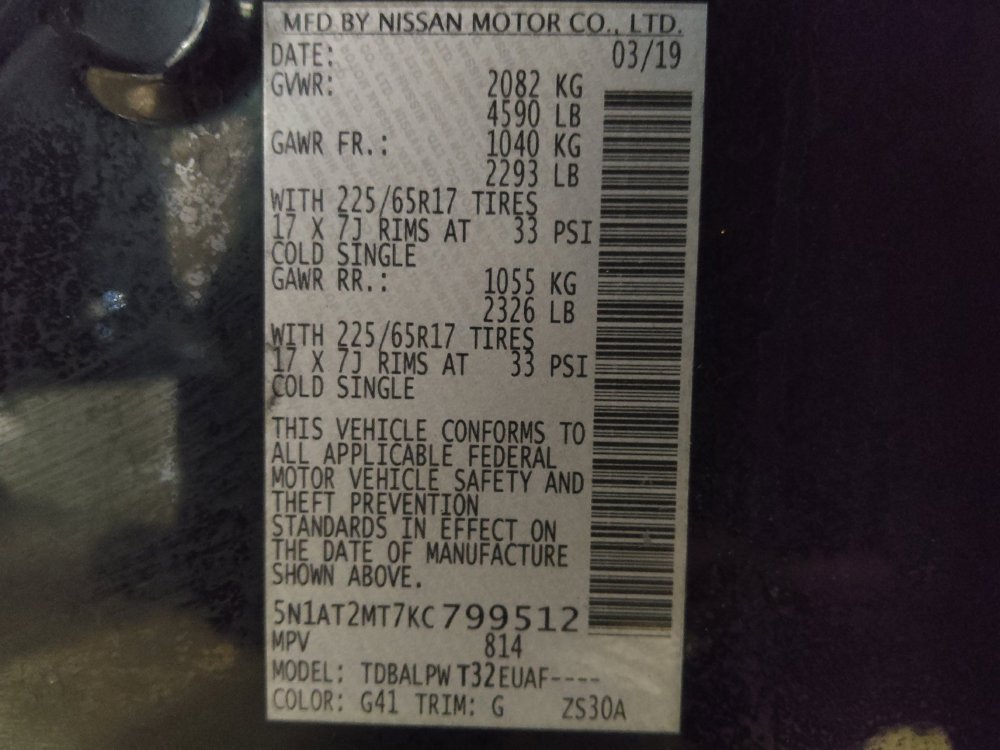 MFD BY NISSAN MOTOR CO., LTD.
DATE: 03/19
GVWR: 2082 KG
4590 LB
GAWR FR.: 1040 KG
2293 LB
WITH 225/65R17 TIRES
17 X 7J RIMS AT 33 PSI
COLD SINGLE
GAWR RR.: 1055 KG
2326 LB
WITH 225/65R17 TIRES
17 X 7J RIMS AT 33 PSI
COLD SINGLE
THIS VEHICLE CONFORMS TO
ALL APPLICABLE FEDERAL
MOTOR VEHICLE SAFETY AND
THEFT PREVENTION
STANDARDS IN EFFECT ON
THE DATE OF MANUFACTURE
SHOWN ABOVE.
5N1AT2MT7KC799512
MPV 814
MODEL: TDBALPW T32EUAF----
COLOR: G41 TRIM: G ZS30A